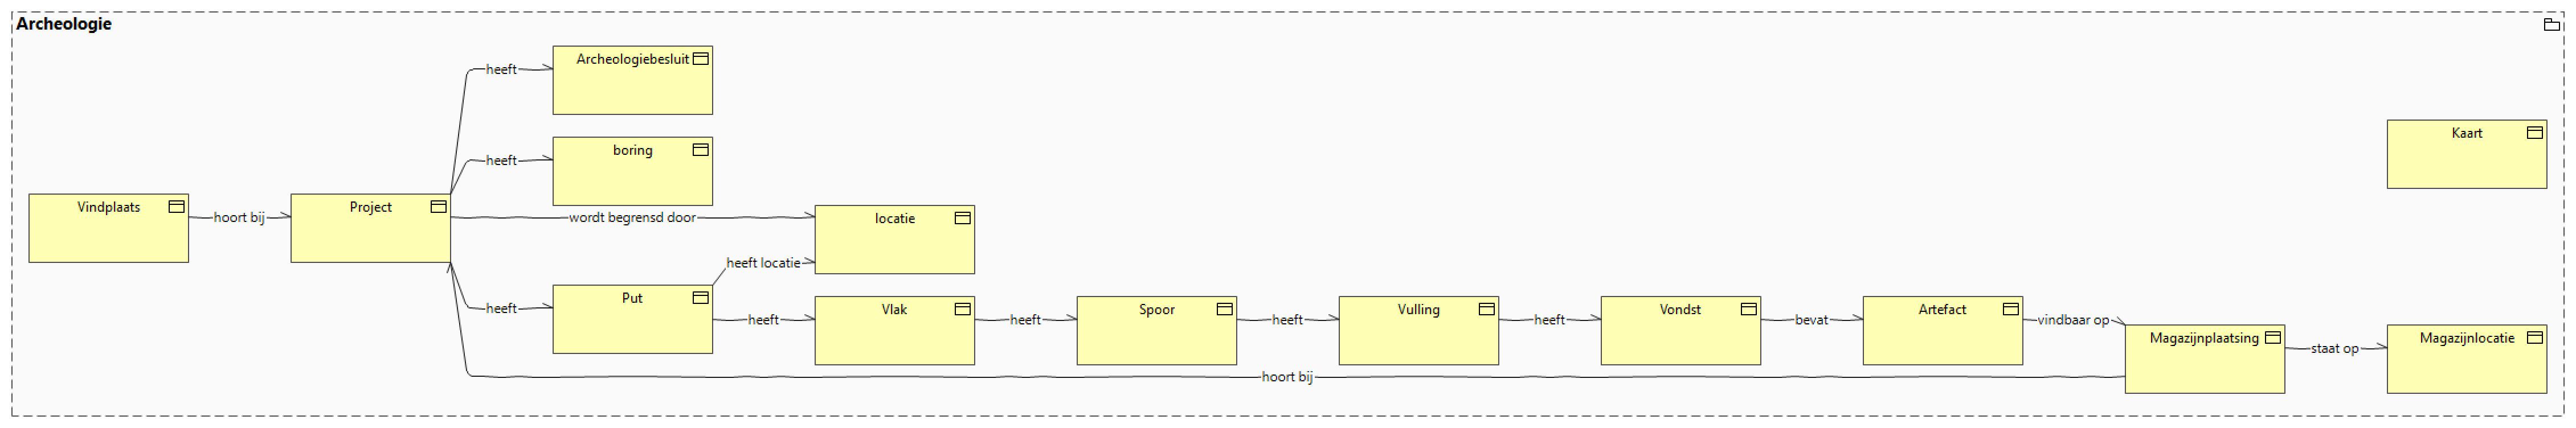 Archeologie
Archeologiebesluit
heeft
boring
Kaart
heeft
Vindplaats
Project
hoort bij
wordt begrensd door
locatie
heeft locatie
Put
heeft
heeft
Vlak
heeft
Spoor
heeft
Vulling
heeft
Vondst
bevat
Artefact
vindbaar op
Magazijnplaatsing
staat op
Magazijnlocatie
hoort bij